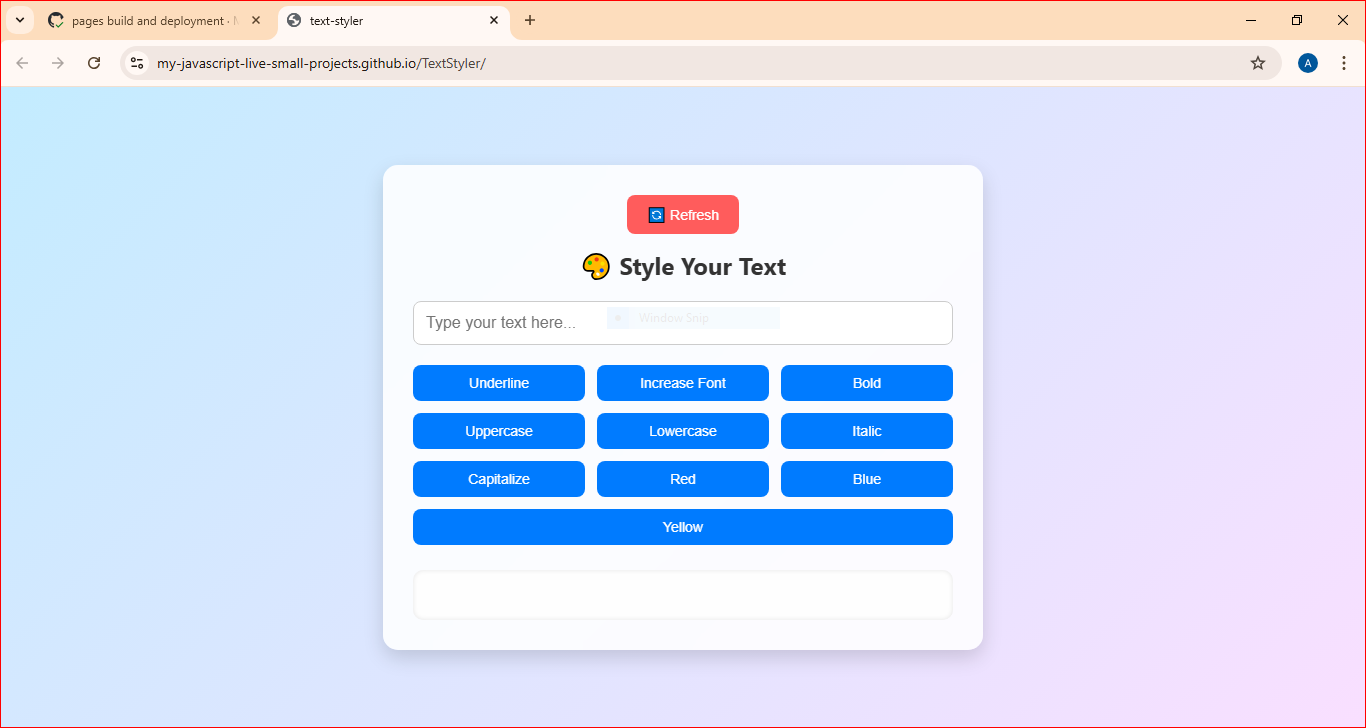 pages build and deployment · M
text-styler
my-javascript-live-small-projects.github.io/TextStyler/
A
Refresh
Style Your Text
Type your text here...
Window Snip
Underline
Increase Font
Bold
Uppercase
Lowercase
Italic
Capitalize
Red
Blue
Yellow